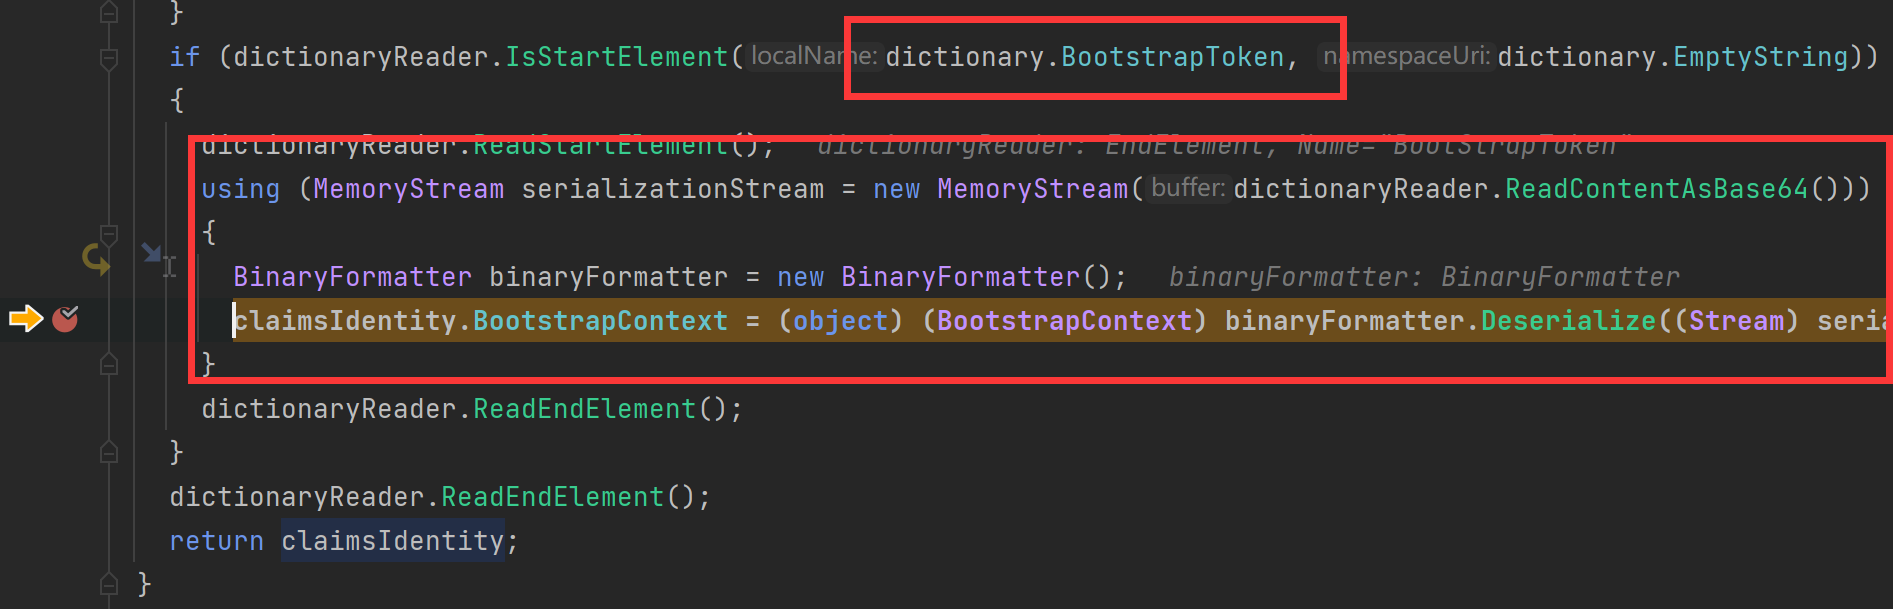 }
if (dictionaryReader.IsStartElement(localName: dictionary.BootstrapToken, namespaceUri: dictionary.EmptyString))
{
dictionaryReader.ReadStartElement(); dictionaryReader: EndElement, Name="BootStrapToken"
using (MemoryStream serializationStream = new MemoryStream(buffer: dictionaryReader.ReadContentAsBase64()))
{
BinaryFormatter binaryFormatter = new BinaryFormatter(); binaryFormatter: BinaryFormatter
claimsIdentity.BootstrapContext = (object) (BootstrapContext) binaryFormatter.Deserialize((Stream) seria
}
dictionaryReader.ReadEndElement();
}
dictionaryReader.ReadEndElement();
return claimsIdentity;
}